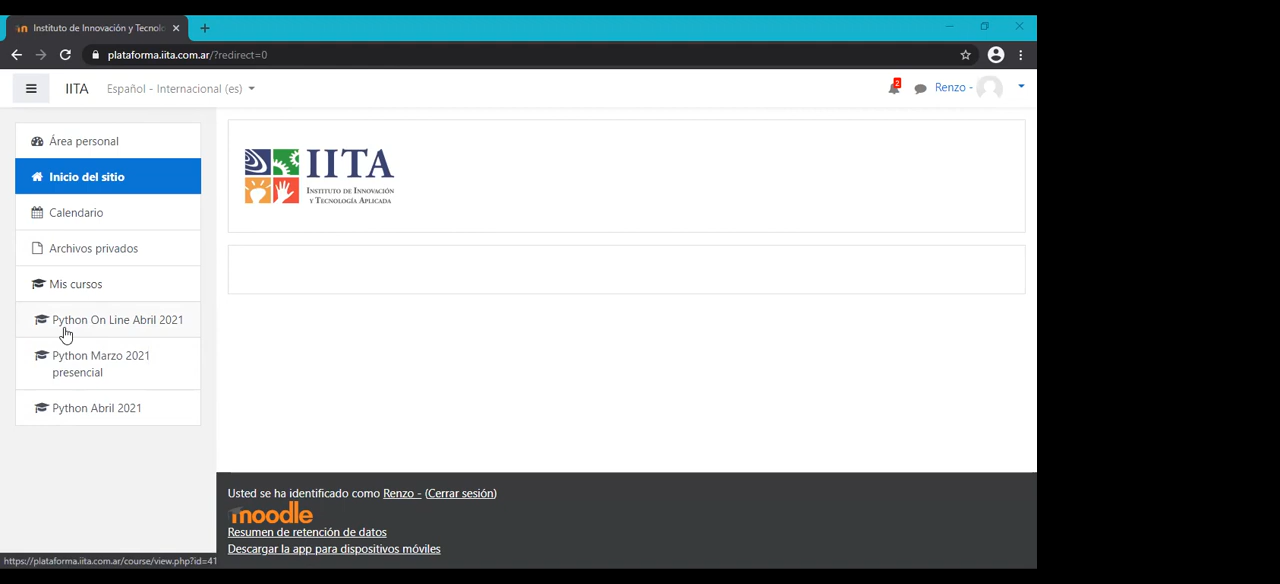 Instituto de Innovación y Tecnolo
plataforma.iita.com.ar/?redirect=0
IITA
Español - Internacional (es)
2
Renzo -
Área personal
Inicio del sitio
Calendario
Archivos privados
Mis cursos
Python On Line Abril 2021
Python Marzo 2021
presencial
Python Abril 2021
IITA
Instituto de Innovación
y Tecnología Aplicada
Usted se ha identificado como Renzo - (Cerrar sesión)
moodle
Resumen de retención de datos
Descargar la app para dispositivos móviles
https://plataforma.iita.com.ar/course/view.php?id=41